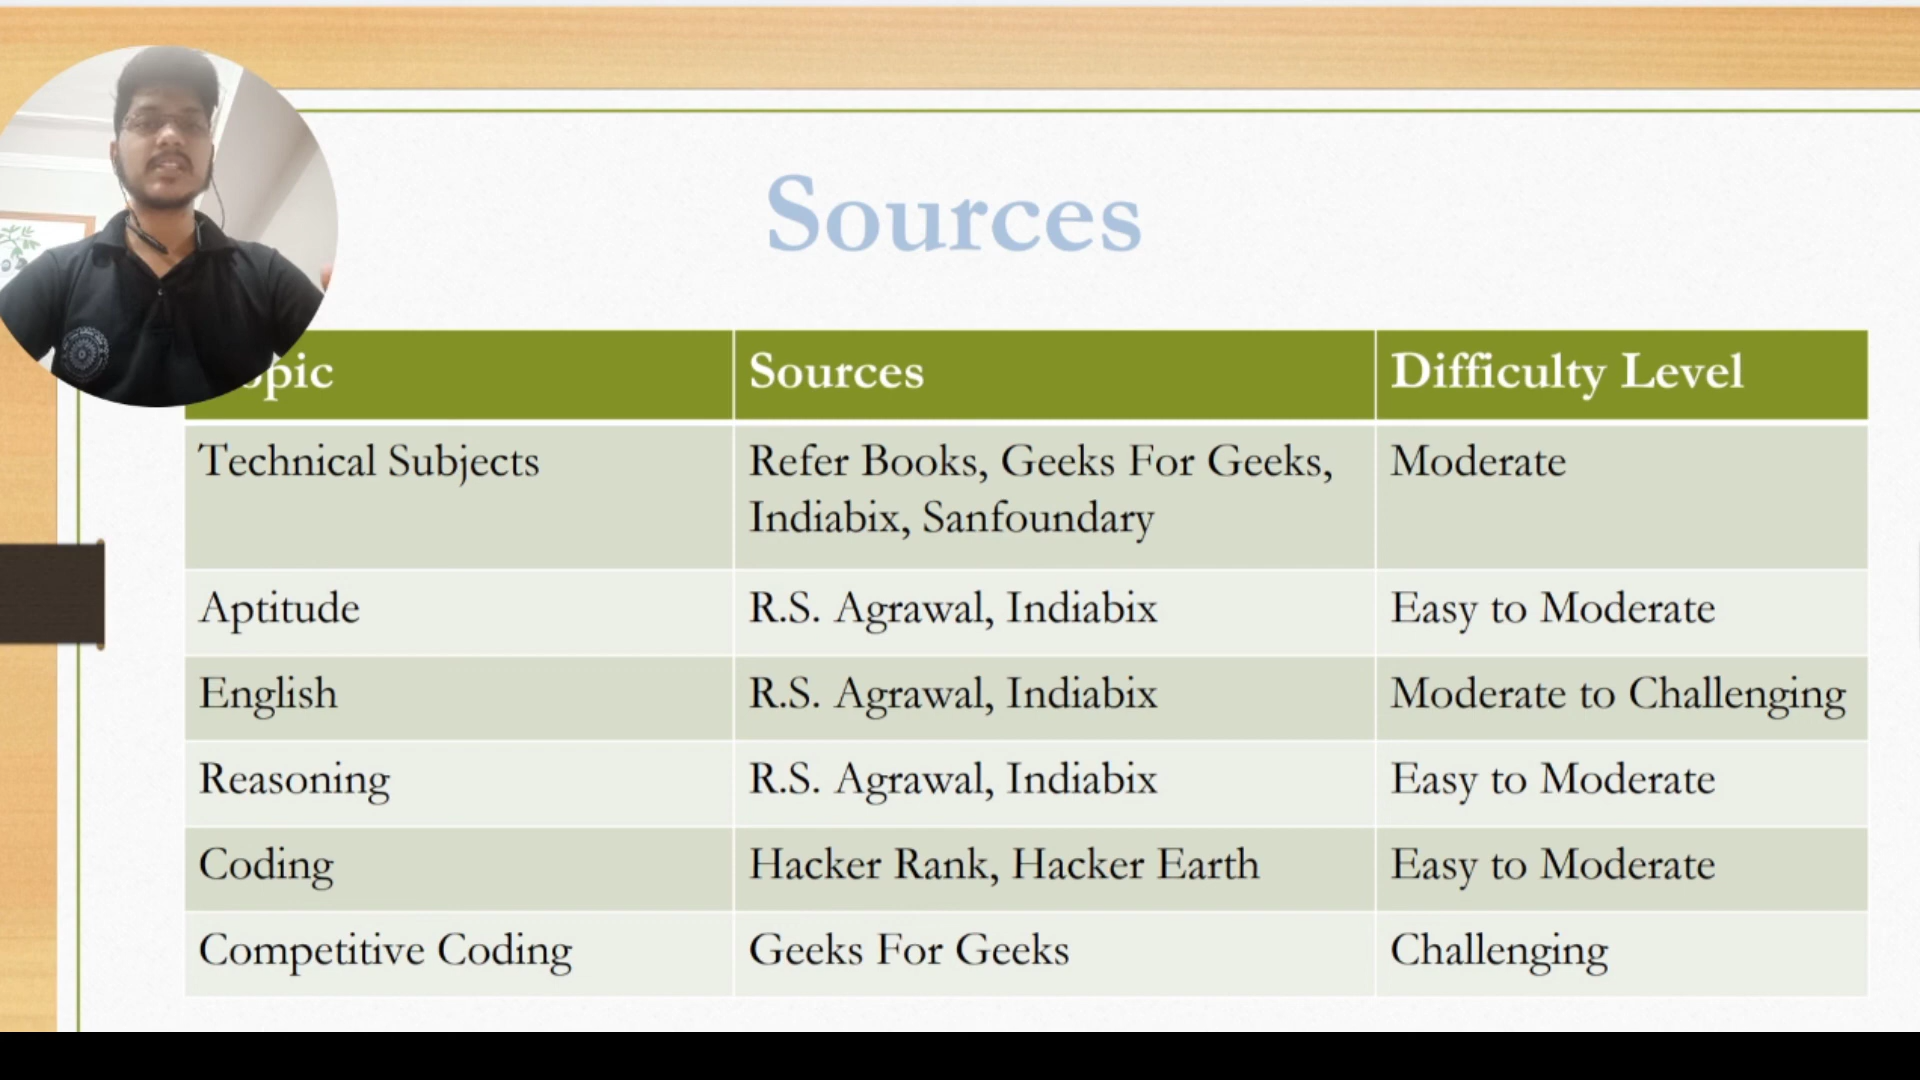 Sources
Topic Sources Difficulty Level
Technical Subjects Refer Books, Geeks For Geeks, Moderate
Indiabix, Sanfoundary
Aptitude R.S. Agrawal, Indiabix Easy to Moderate
English R.S. Agrawal, Indiabix Moderate to Challenging
Reasoning R.S. Agrawal, Indiabix Easy to Moderate
Coding Hacker Rank, Hacker Earth Easy to Moderate
Competitive Coding Geeks For Geeks Challenging